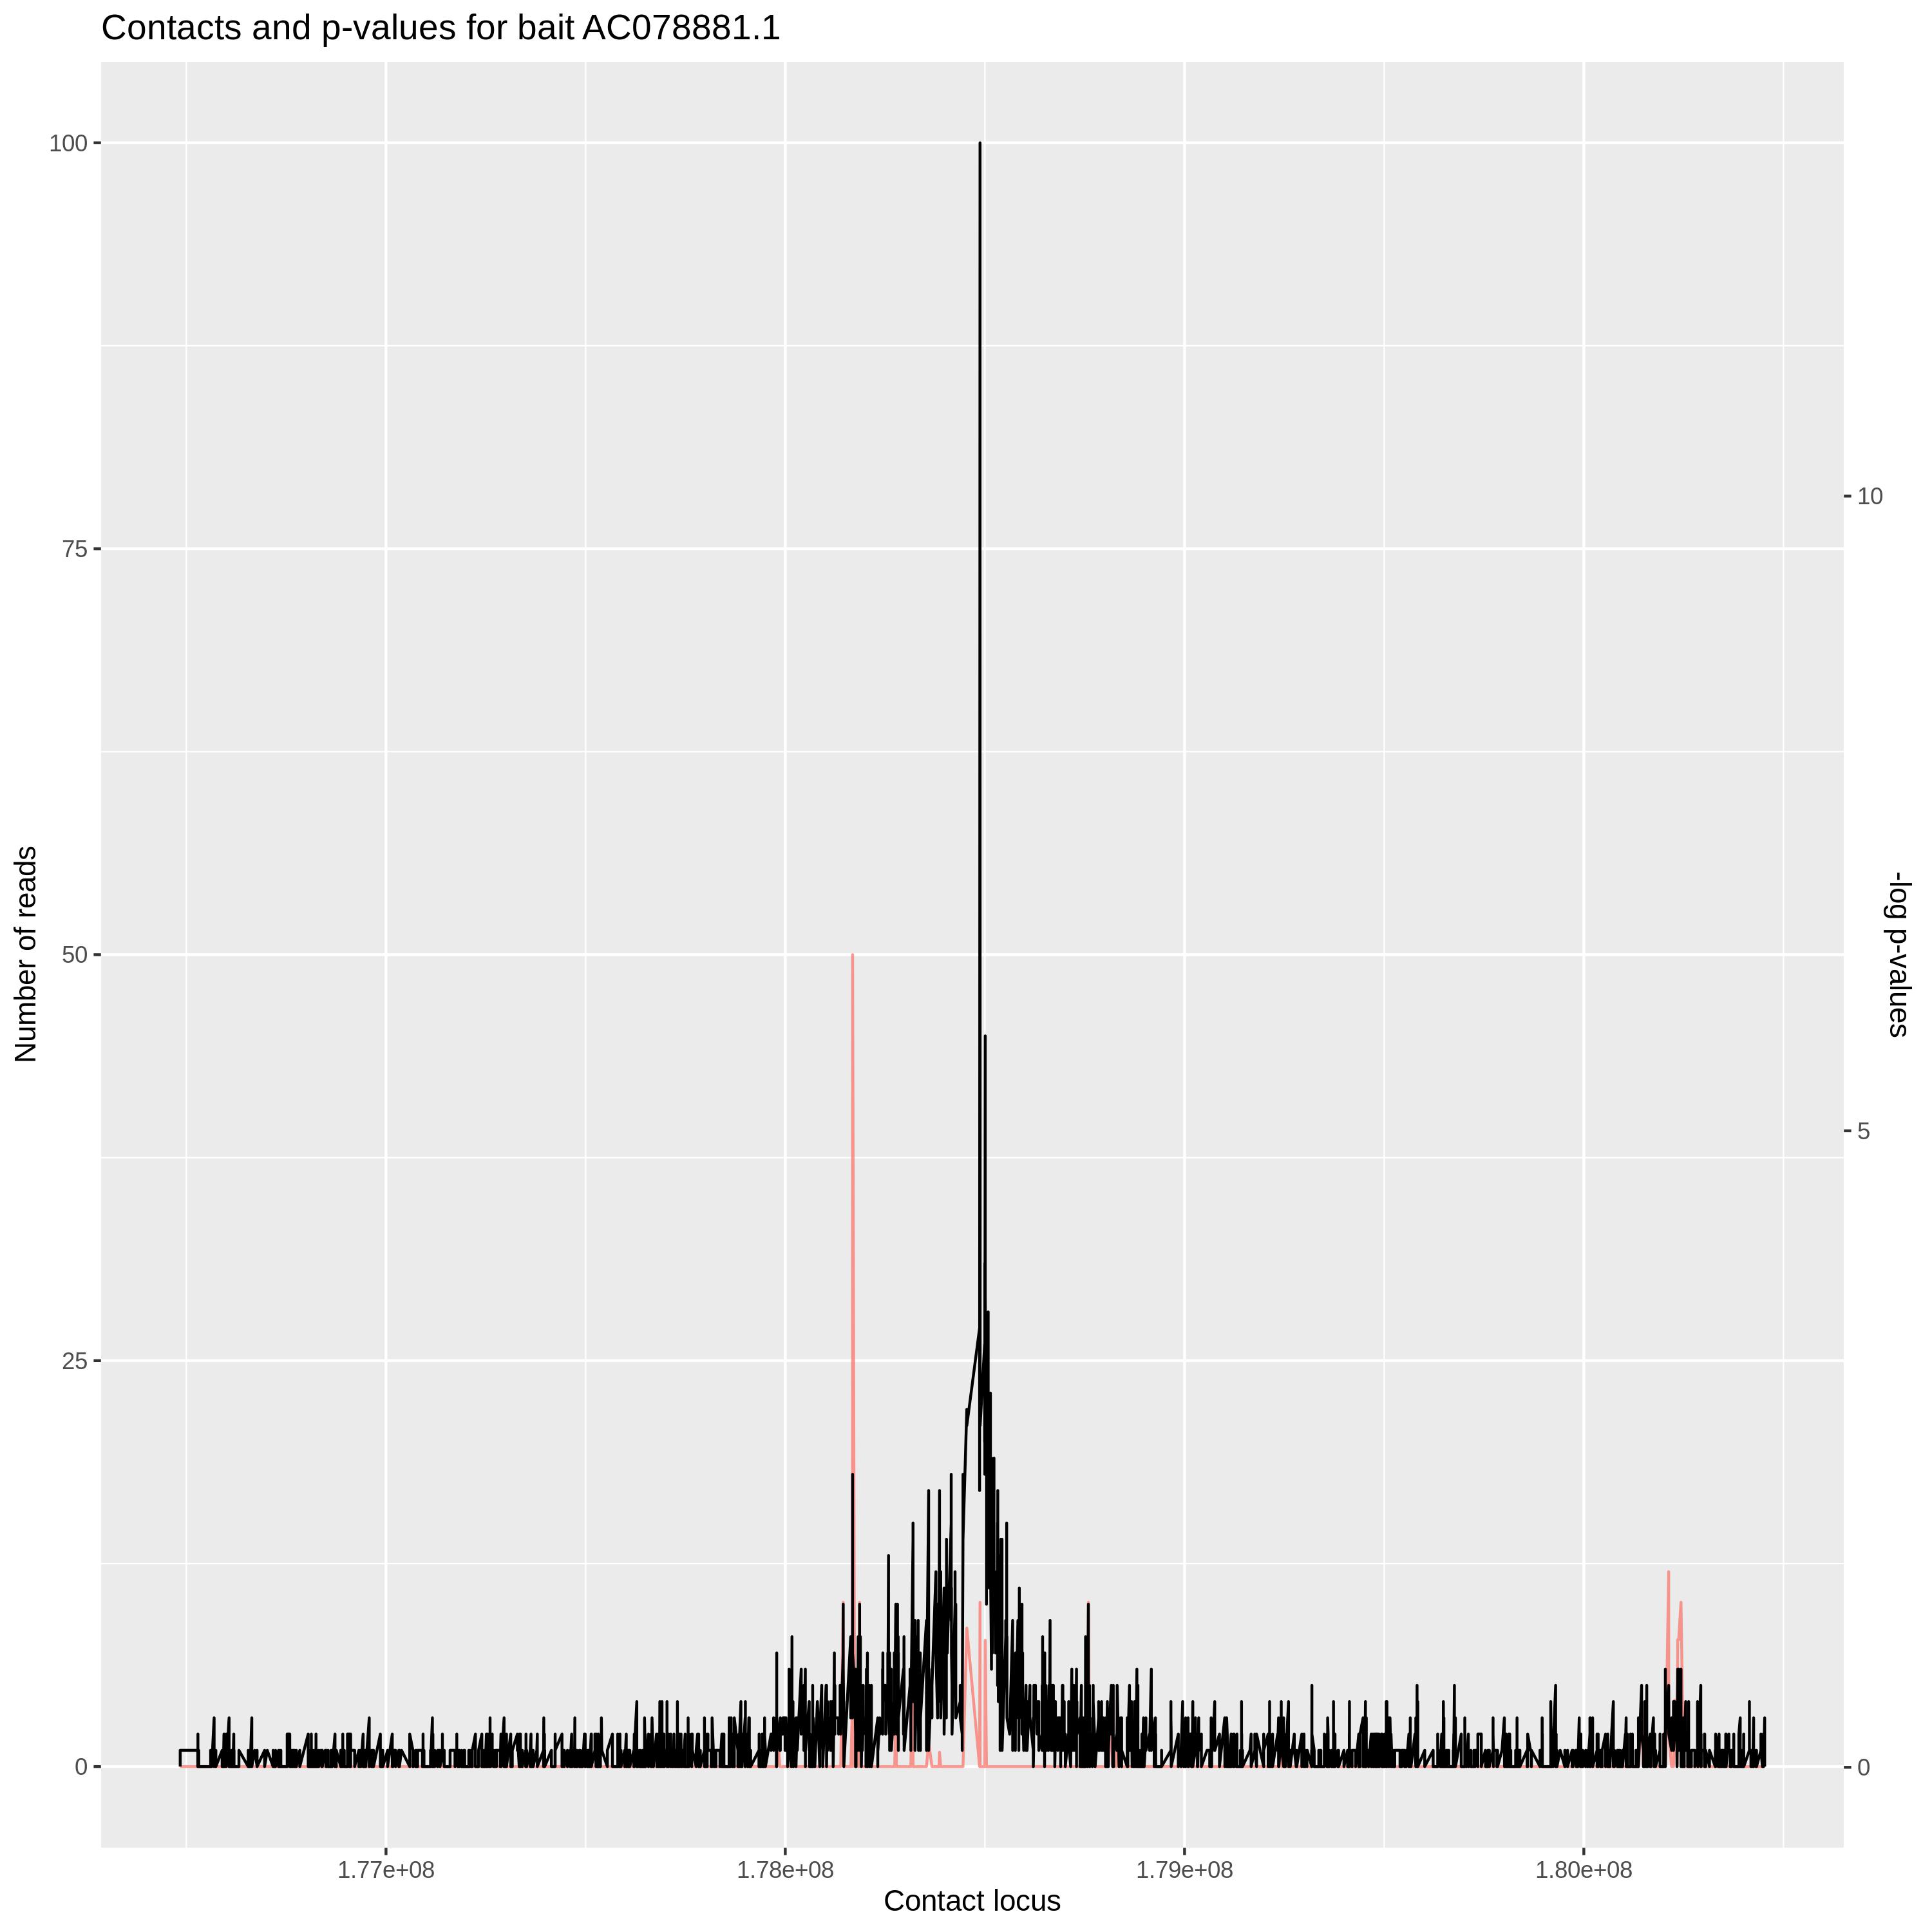 Contacts and p-values for bait AC078881.1
100
75
50
25
0
Number of reads
10
5
0
-log p-values
1.77e+08
1.78e+08
1.79e+08
1.80e+08
Contact locus